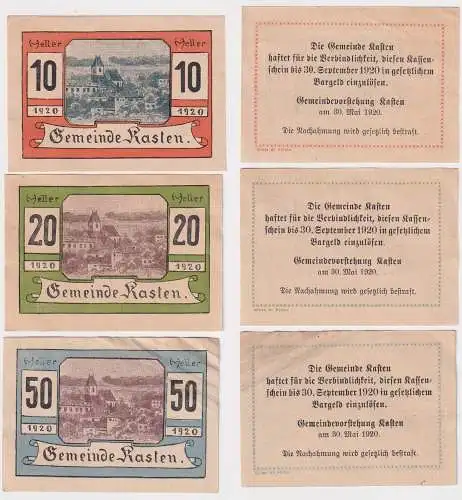 Heller Heller
10 10
1920 1920
Gemeinde Kasten.
Die Gemeinde Kasten
haftet für die Verbindlichkeit, diesen Kassen-
schein bis 30. September 1920 in gesetzlichem
Bargeld einzulösen.
Gemeindevorstehung Kasten
am 30. Mai 1920.
Die Nachahmung wird gesetzlich bestraft.
Heller Heller
20 20
1920 1920
Gemeinde Kasten.
Die Gemeinde Kasten
haftet für die Verbindlichkeit, diesen Kassen-
schein bis 30. September 1920 in gesetzlichem
Bargeld einzulösen.
Gemeindevorstehung Kasten
am 30. Mai 1920.
Die Nachahmung wird gesetzlich bestraft.
Heller Heller
50 50
1920 1920
Gemeinde Kasten.
Die Gemeinde Kasten
haftet für die Verbindlichkeit, diesen Kassen-
schein bis 30. September 1920 in gesetzlichem
Bargeld einzulösen.
Gemeindevorstehung Kasten
am 30. Mai 1920.
Die Nachahmung wird gesetzlich bestraft.